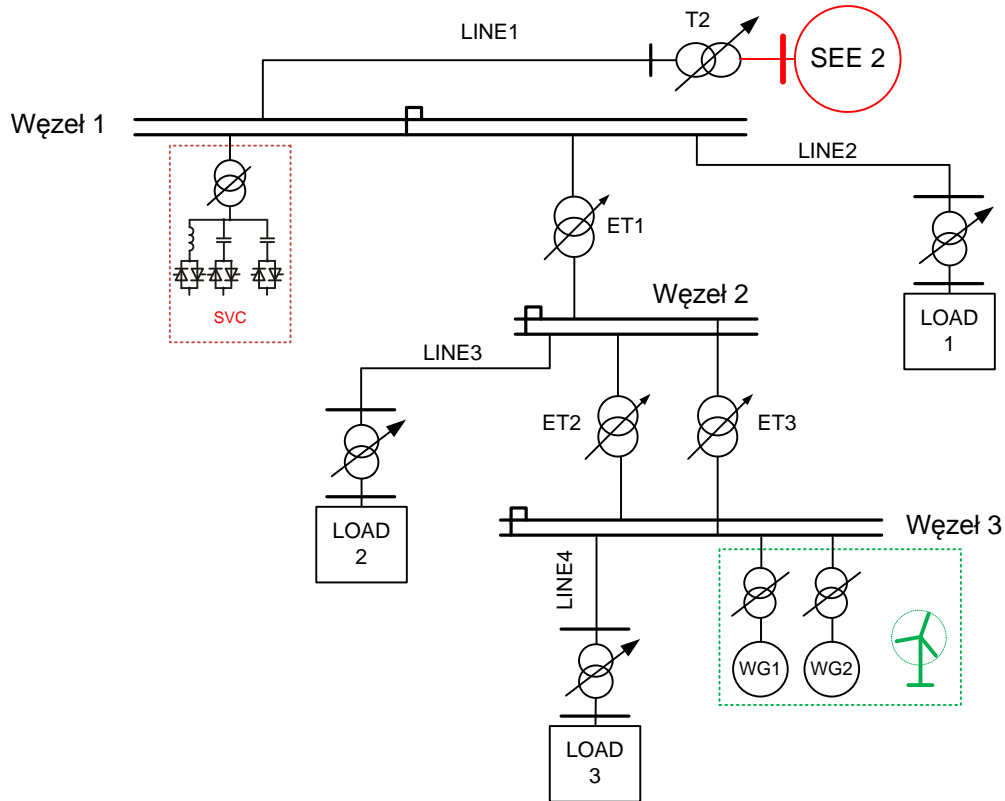 LINE1
T2
SEE 2
Węzeł 1
LINE2
ET1
SVC
Węzeł 2
LOAD
1
LINE3
ET2
ET3
LOAD
2
Węzeł 3
LINE4
WG1
WG2
LOAD
3